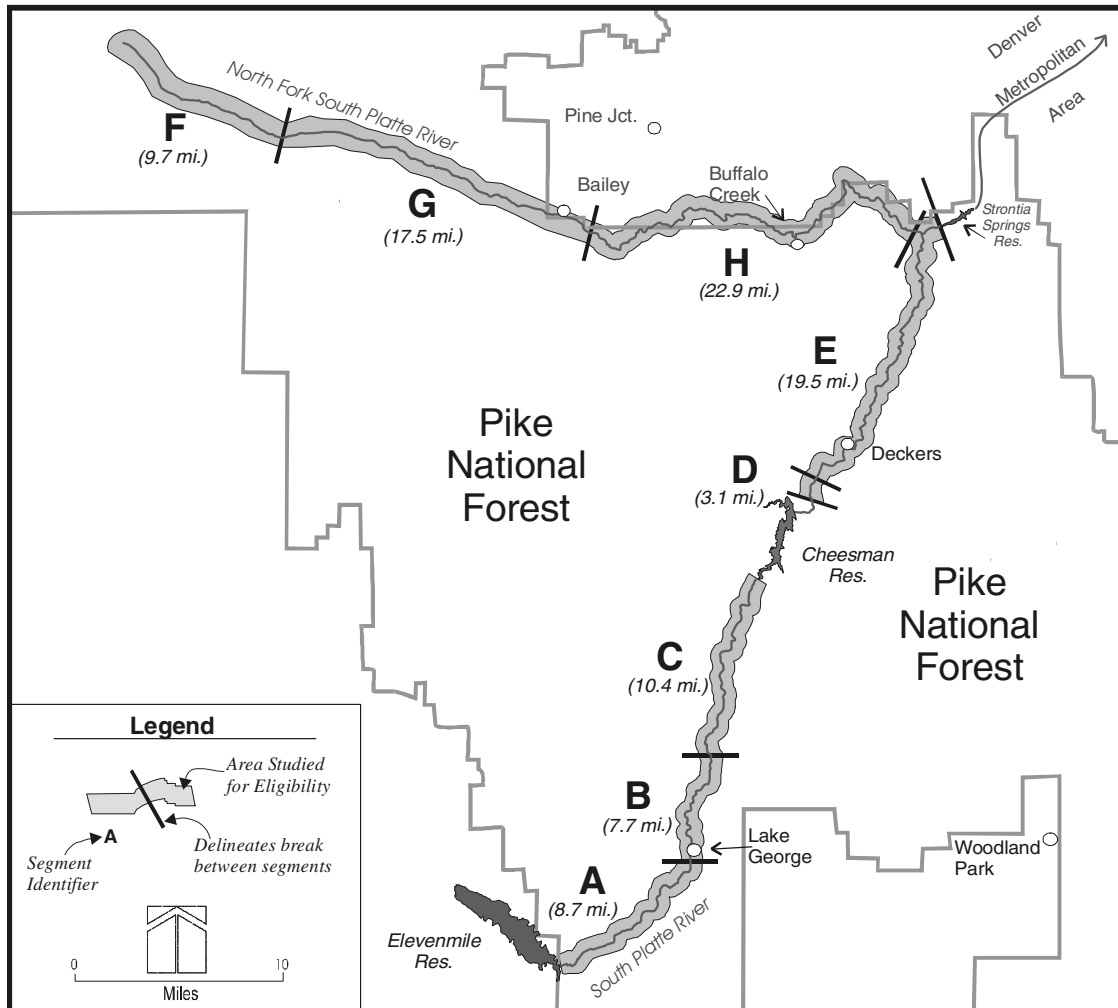 Denver
Metropolitan
Area
North Fork South Platte River
F
(9.7 mi.)
Pine Jct.
G
(17.5 mi.)
Bailey
Buffalo
Creek
H
(22.9 mi.)
Strontia
Springs
Res.
E
(19.5 mi.)
Deckers
D
(3.1 mi.)
Pike
National
Forest
Cheesman
Res.
Pike
National
Forest
C
(10.4 mi.)
B
(7.7 mi.)
Lake
George
Woodland
Park
A
(8.7 mi.)
Elevenmile
Res.
South Platte River
Legend
Area Studied
for Eligibility
A
Segment
Identifier
Delineates break
between segments
0 10
Miles